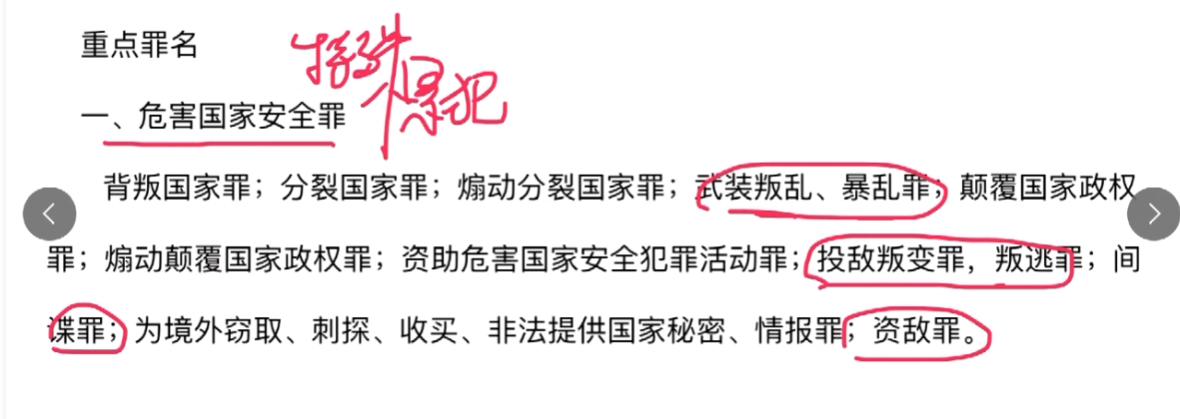 重点罪名
特殊累犯
一、危害国家安全罪
背叛国家罪；分裂国家罪；煽动分裂国家罪；武装叛乱、暴乱罪；颠覆国家政权
罪；煽动颠覆国家政权罪；资助危害国家安全犯罪活动罪；投敌叛变罪，叛逃罪；间
谍罪；为境外窃取、刺探、收买、非法提供国家秘密、情报罪；资敌罪。